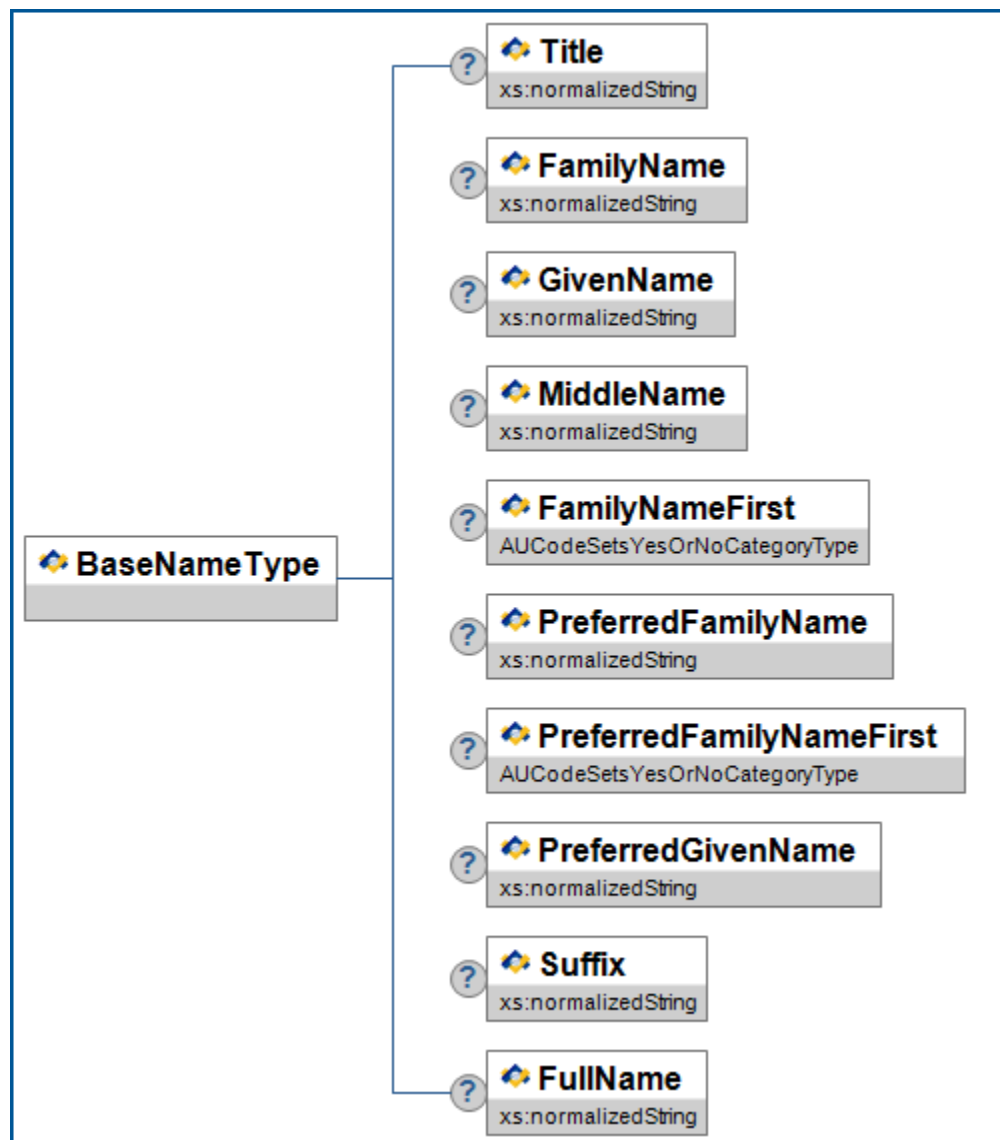 ?
Title
xs:normalizedString
?
FamilyName
xs:normalizedString
?
GivenName
xs:normalizedString
?
MiddleName
xs:normalizedString
?
FamilyNameFirst
AUCodeSetsYesOrNoCategoryType
BaseNameType
?
PreferredFamilyName
xs:normalizedString
?
PreferredFamilyNameFirst
AUCodeSetsYesOrNoCategoryType
?
PreferredGivenName
xs:normalizedString
?
Suffix
xs:normalizedString
?
FullName
xs:normalizedString